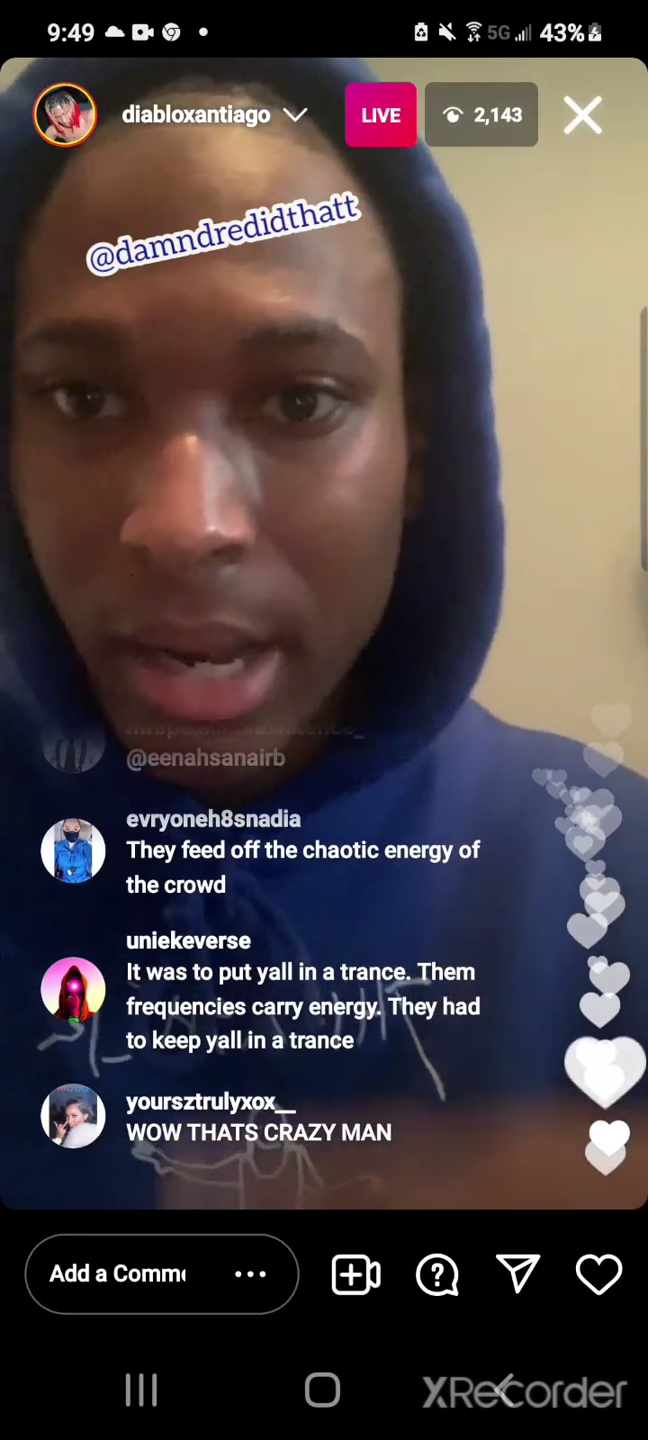 9:49
5G
43%
diabloxantiago
LIVE
2,143
@damndredidthatt
@eenahsanairb
evryoneh8snadia
They feed off the chaotic energy of
the crowd
uniekeverse
It was to put yall in a trance. Them
frequencies carry energy. They had
to keep yall in a trance
yoursztrulyxox__
WOW THATS CRAZY MAN
Add a Comme
XRecorder